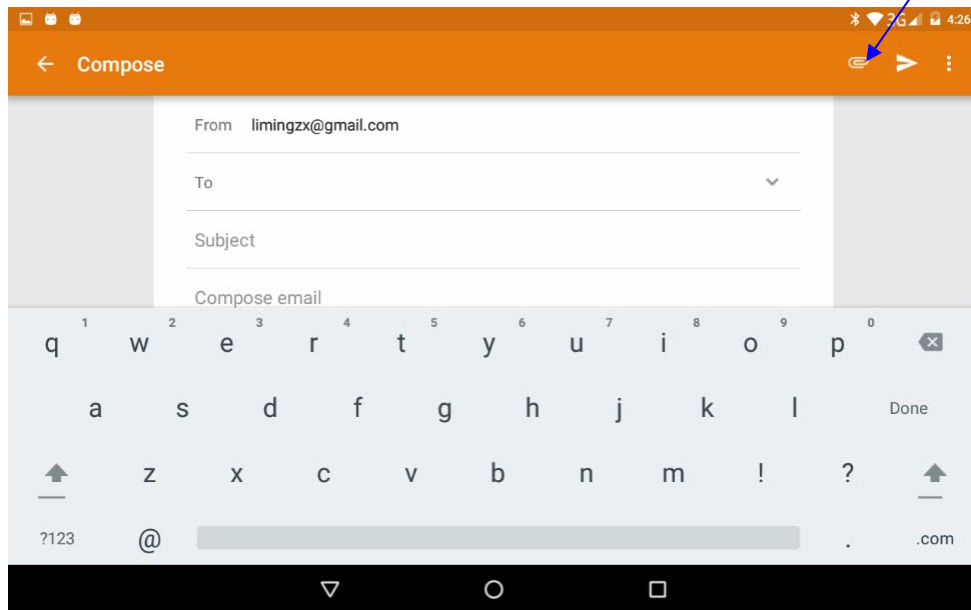 3G 4:26
Compose
From limingzx@gmail.com
To
Subject
Compose email
1 2 3 4 5 6 7 8 9 0
q w e r t y u i o p
a s d f g h j k l Done
z x c v b n m ! ?
?123 @ . .com